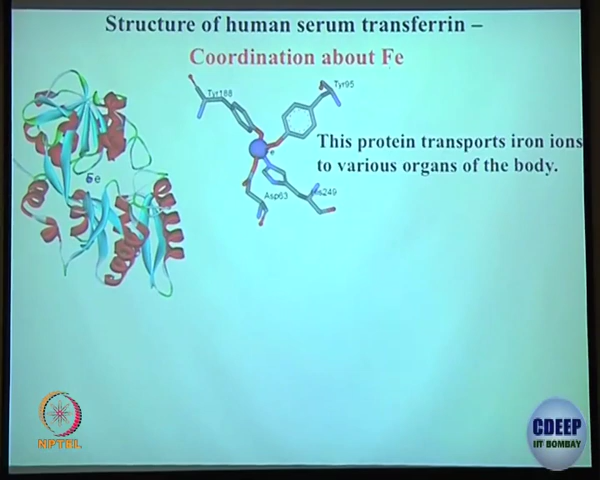 Structure of human serum transferrin –
Coordination about Fe
Tyr188
Tyr95
This protein transports iron ions
to various organs of the body.
Fe
Asp63
His249
NPTEL
CDEEP
IIT BOMBAY